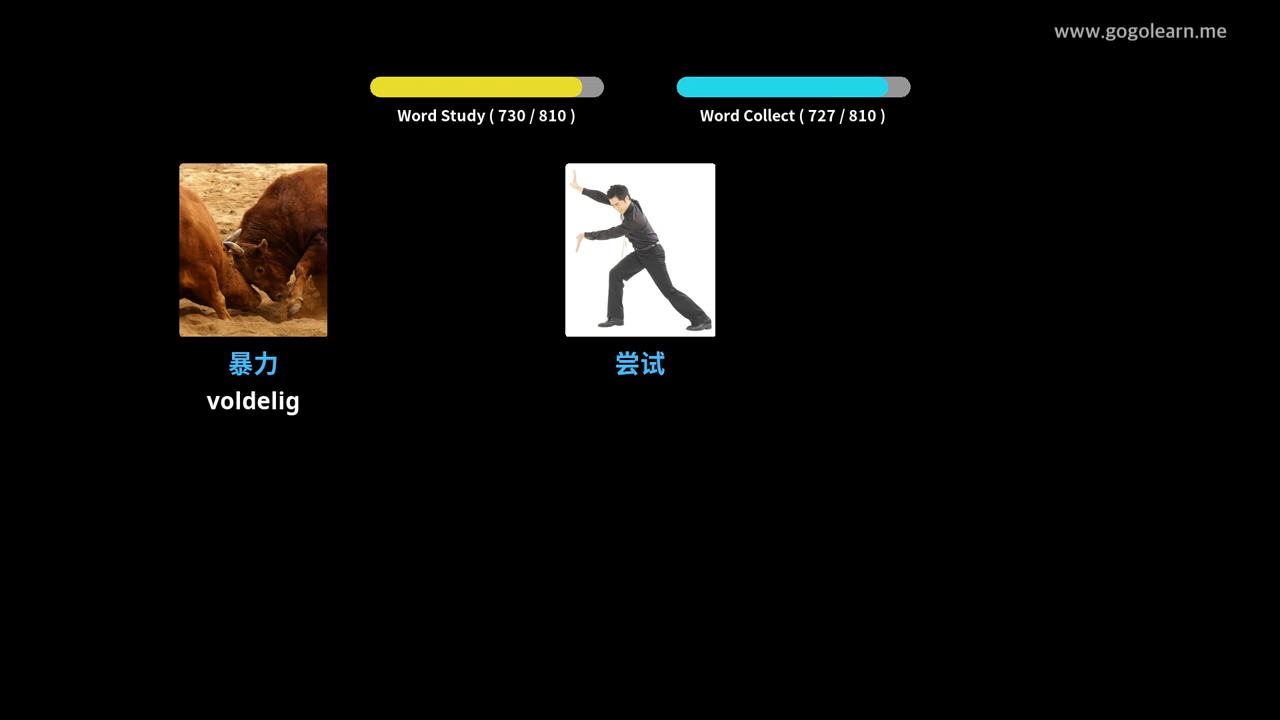 www.gogolearn.me
Word Study ( 730 / 810 )
Word Collect ( 727 / 810 )
暴力
voldelig
尝试